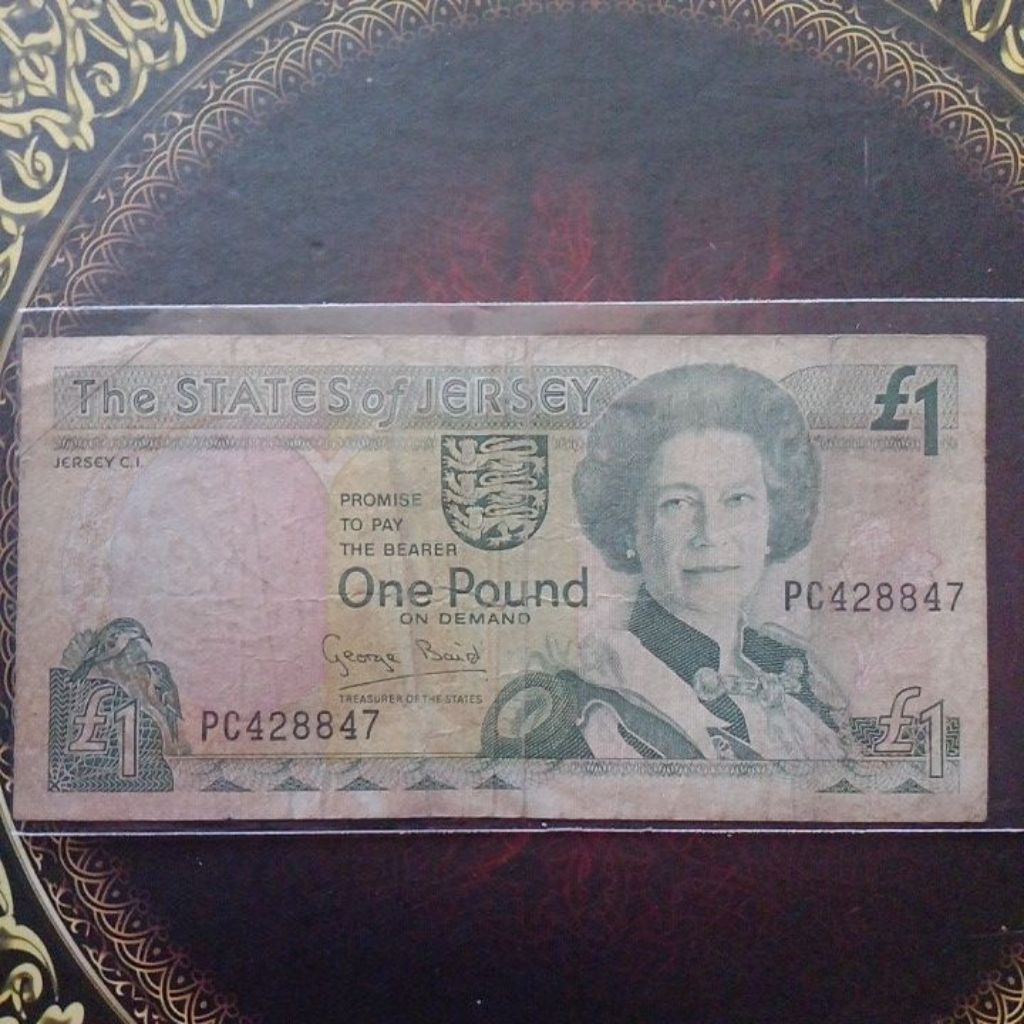 The STATES of JERSEY
£1
JERSEY C.I.
PROMISE
TO PAY
THE BEARER
One Pound
ON DEMAND
PC428847
George Baird
TREASURER OF THE STATES
PC428847
£1
£1